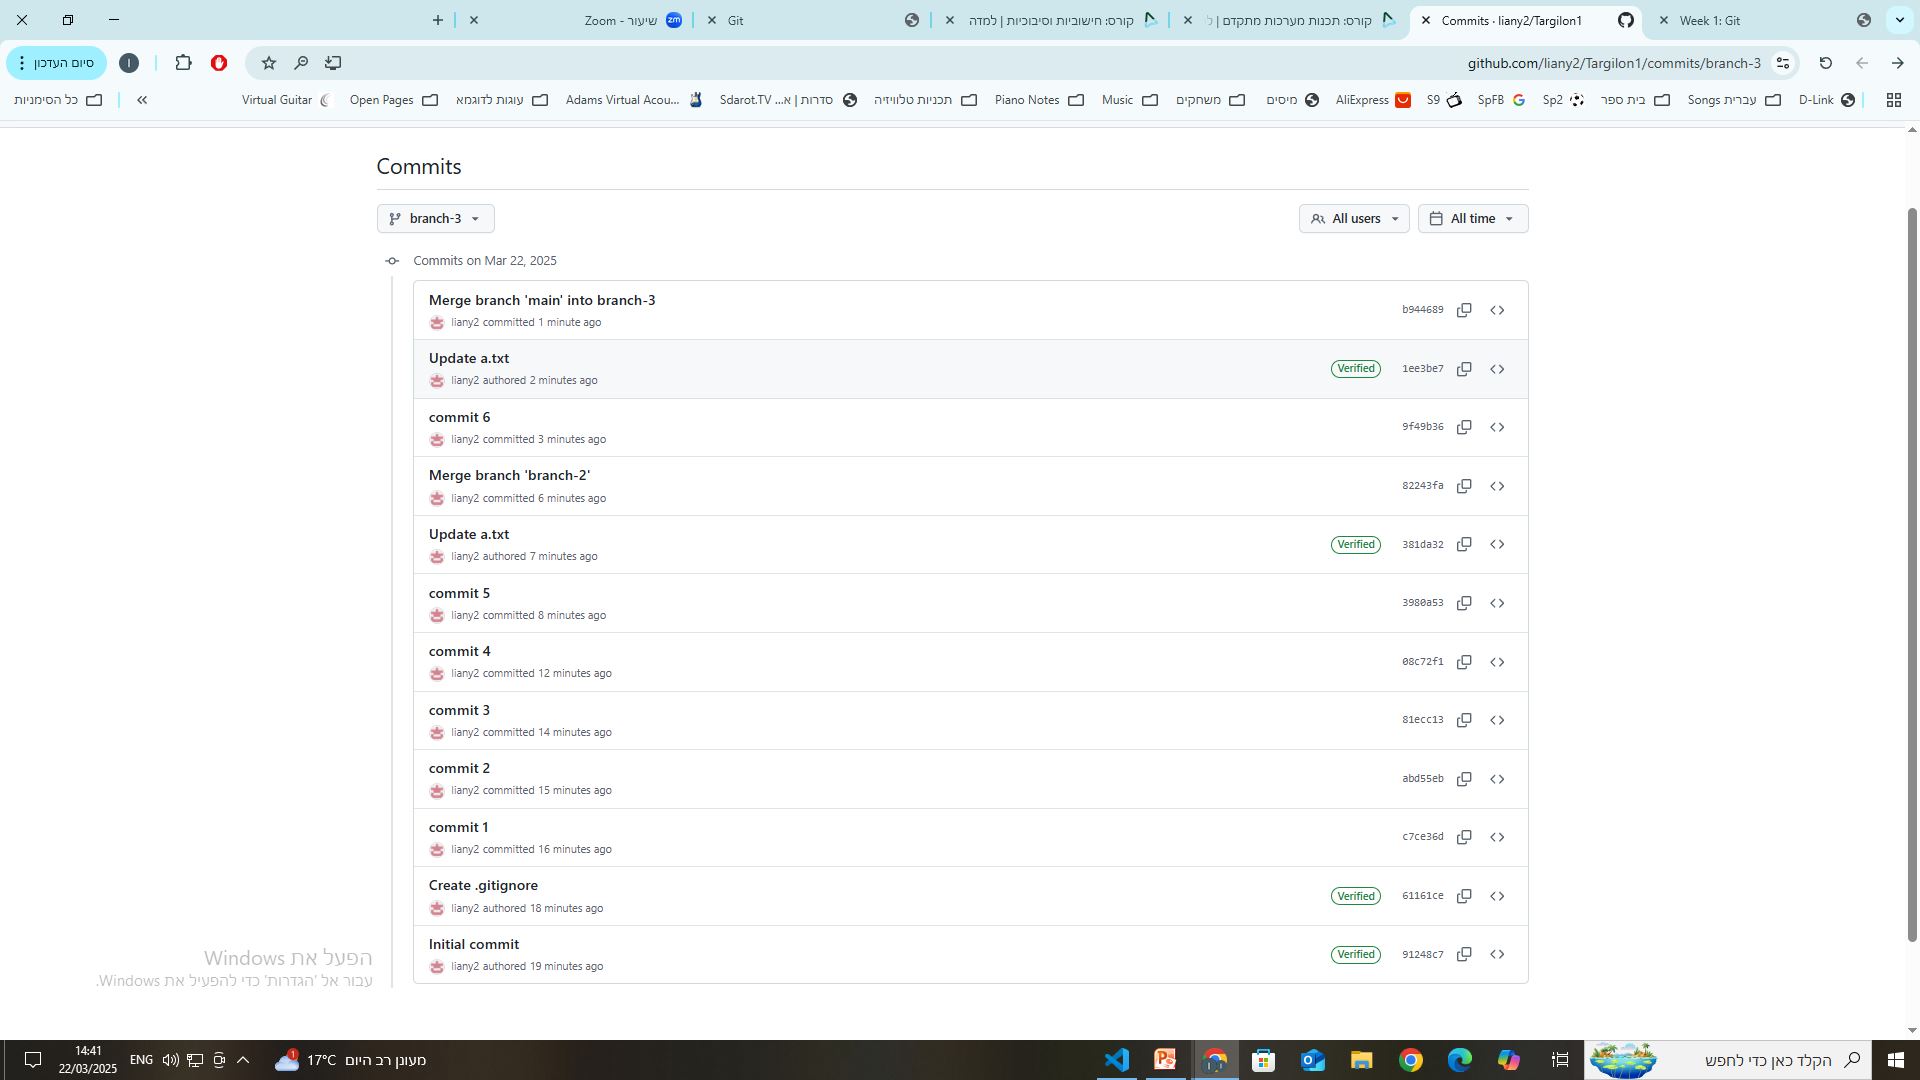 Week 1: Git
Commits · liany2/Targilon1
קורס: תכנות מערכות מתקדם | ל
קורס: חישוביות וסיבוכיות | למדה
Git
Zoom - שיעור
github.com/liany2/Targilon1/commits/branch-3
סיום העדכון
D-Link
Songs עברית
בית ספר
Sp2
SpFB
S9
AliExpress
מיסים
משחקים
Music
Piano Notes
תכניות טלוויזיה
Sdarot.TV סדרות | א...
Adams Virtual Acou...
עוגות לדוגמא
Open Pages
Virtual Guitar
כל הסימניות
Commits
branch-3
All users
All time
Commits on Mar 22, 2025
Merge branch 'main' into branch-3
liany2 committed 1 minute ago
b944689
Update a.txt
liany2 authored 2 minutes ago
Verified
1ee3be7
commit 6
liany2 committed 3 minutes ago
9f49b36
Merge branch 'branch-2'
liany2 committed 6 minutes ago
82243fa
Update a.txt
liany2 authored 7 minutes ago
Verified
381da32
commit 5
liany2 committed 8 minutes ago
3980a53
commit 4
liany2 committed 12 minutes ago
08c72f1
commit 3
liany2 committed 14 minutes ago
81ecc13
commit 2
liany2 committed 15 minutes ago
abd55eb
commit 1
liany2 committed 16 minutes ago
c7ce36d
Create .gitignore
liany2 authored 18 minutes ago
Verified
61161ce
Initial commit
liany2 authored 19 minutes ago
Verified
91248c7
הפעל את Windows
עבור אל 'הגדרות' כדי להפעיל את Windows.
הקלד כאן כדי לחפש
17°C מעונן רב היום
1
ENG
14:41
22/03/2025